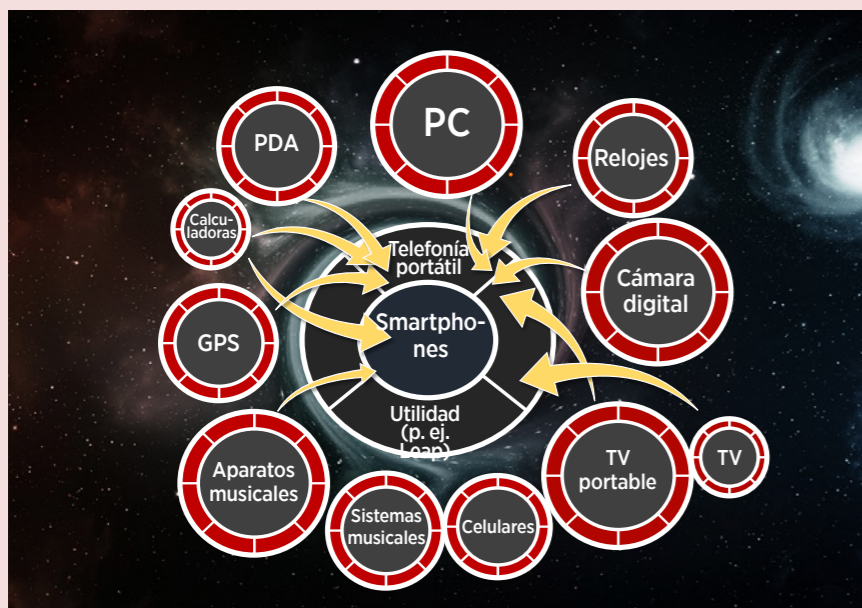 PC
PDA
Relojes
Calcu-
ladoras
Telefonía
portátil
Cámara
digital
Smartpho-
nes
GPS
Utilidad
(p. ej.
Leap)
Aparatos
musicales
TV
portable
TV
Sistemas
musicales
Celulares